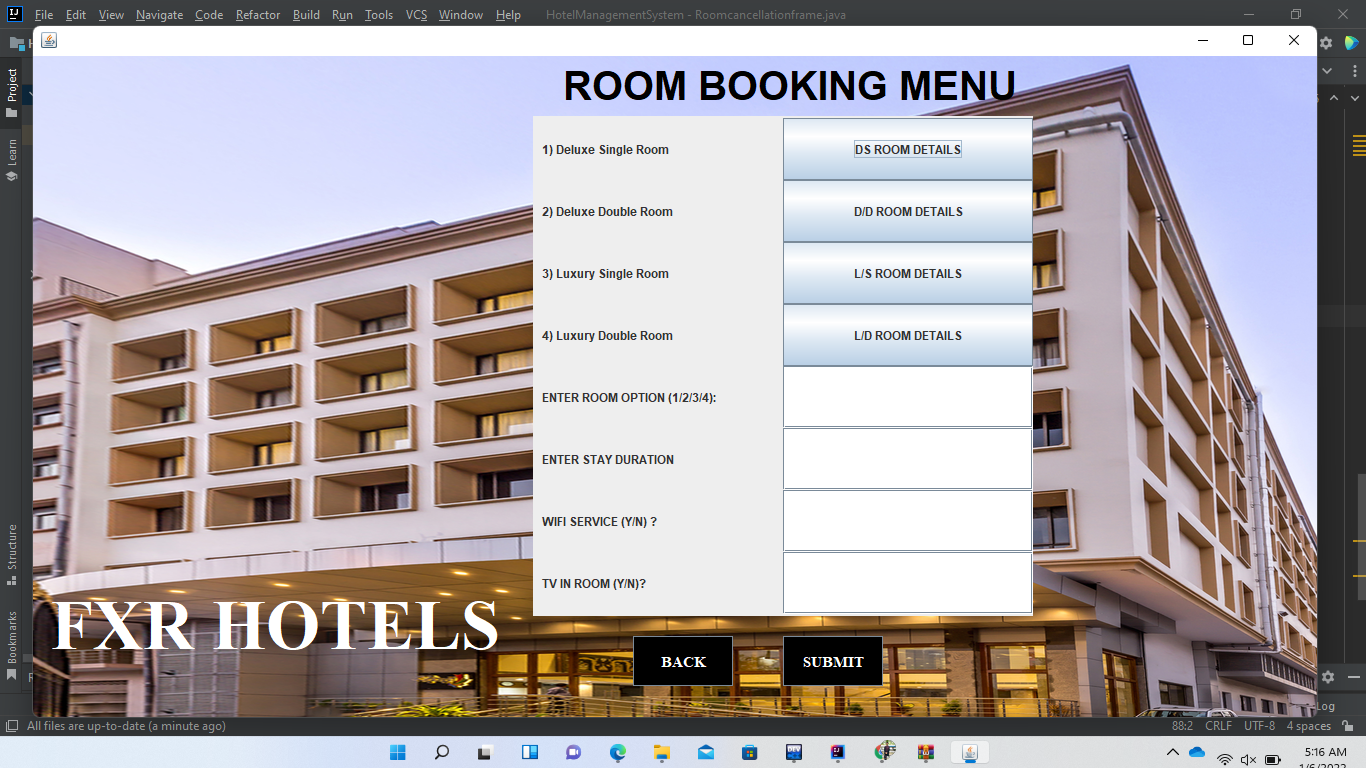 File Edit View Navigate Code Refactor Build Run Tools VCS Window Help HotelManagementSystem - Roomcancellationframe.java
Project
Learn
Structure
Bookmarks
ROOM BOOKING MENU
1) Deluxe Single Room DS ROOM DETAILS
2) Deluxe Double Room D/D ROOM DETAILS
3) Luxury Single Room L/S ROOM DETAILS
4) Luxury Double Room L/D ROOM DETAILS
ENTER ROOM OPTION (1/2/3/4):
ENTER STAY DURATION
WIFI SERVICE (Y/N) ?
TV IN ROOM (Y/N)?
FXR HOTELS
BACK SUBMIT
Log
All files are up-to-date (a minute ago) 88:2 CRLF UTF-8 4 spaces
5:16 AM